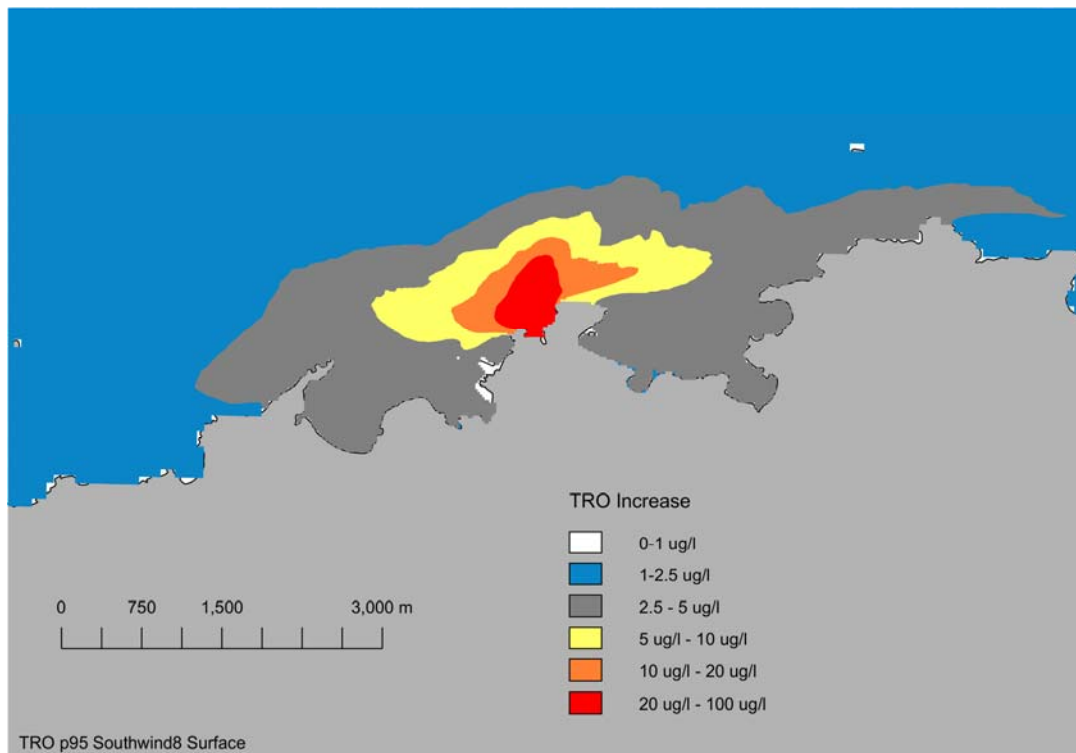 TRO Increase
0-1 ug/l
1-2.5 ug/l
2.5 - 5 ug/l
5 ug/l - 10 ug/l
10 ug/l - 20 ug/l
20 ug/l - 100 ug/l
0 750 1,500 3,000 m
TRO p95 Southwind8 Surface